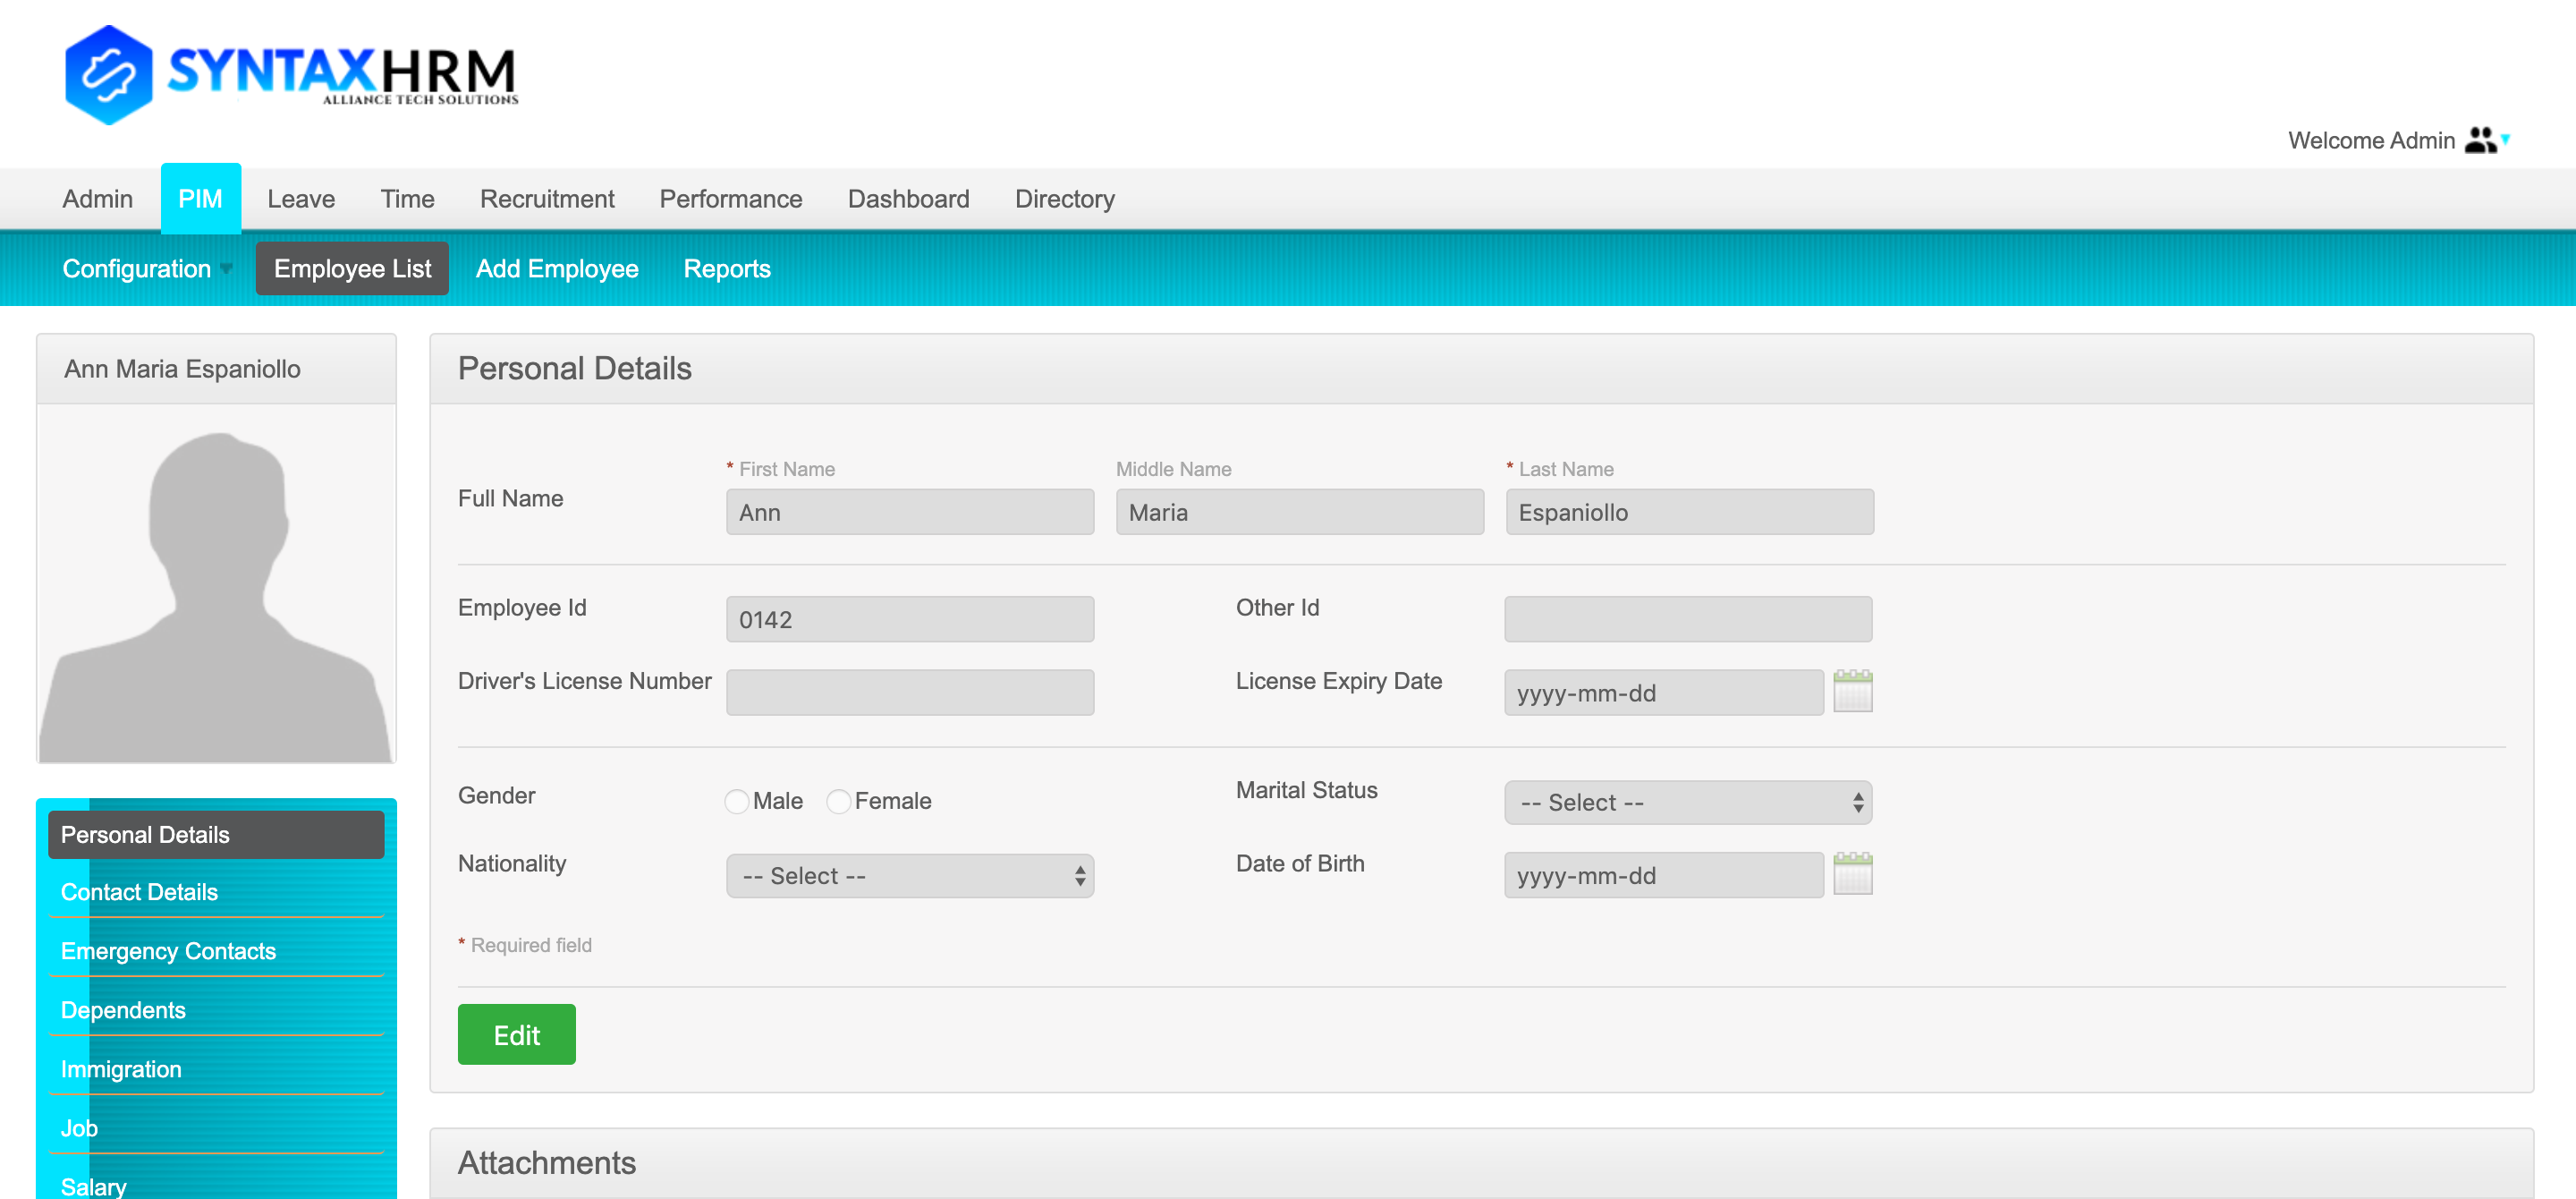 SYNTAXHRM
ALLIANCE TECH SOLUTIONS
Welcome Admin
Admin PIM Leave Time Recruitment Performance Dashboard Directory
Configuration Employee List Add Employee Reports
Ann Maria Espaniollo
Personal Details
* First Name Middle Name * Last Name
Full Name Ann Maria Espaniollo
Employee Id 0142 Other Id
Driver's License Number License Expiry Date yyyy-mm-dd
Gender Male Female Marital Status -- Select --
Nationality -- Select -- Date of Birth yyyy-mm-dd
* Required field
Edit
Personal Details
Contact Details
Emergency Contacts
Dependents
Immigration
Job
Salary
Attachments